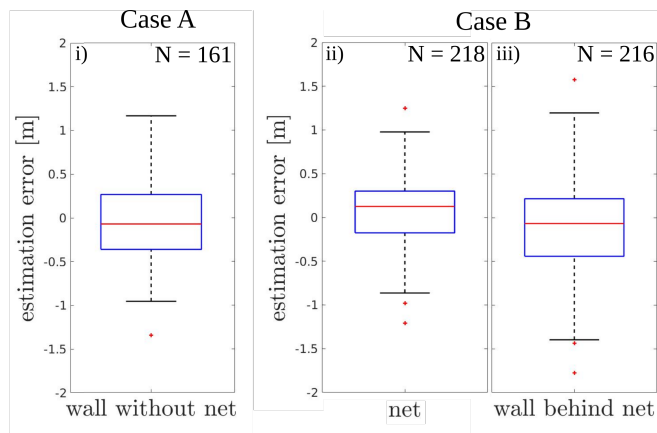 Case A
Case B
i) N = 161
ii) N = 218
iii) N = 216
estimation error [m]
2
1.5
1
0.5
0
-0.5
-1
-1.5
-2
wall without net
estimation error [m]
2
1.5
1
0.5
0
-0.5
-1
-1.5
-2
net
wall behind net